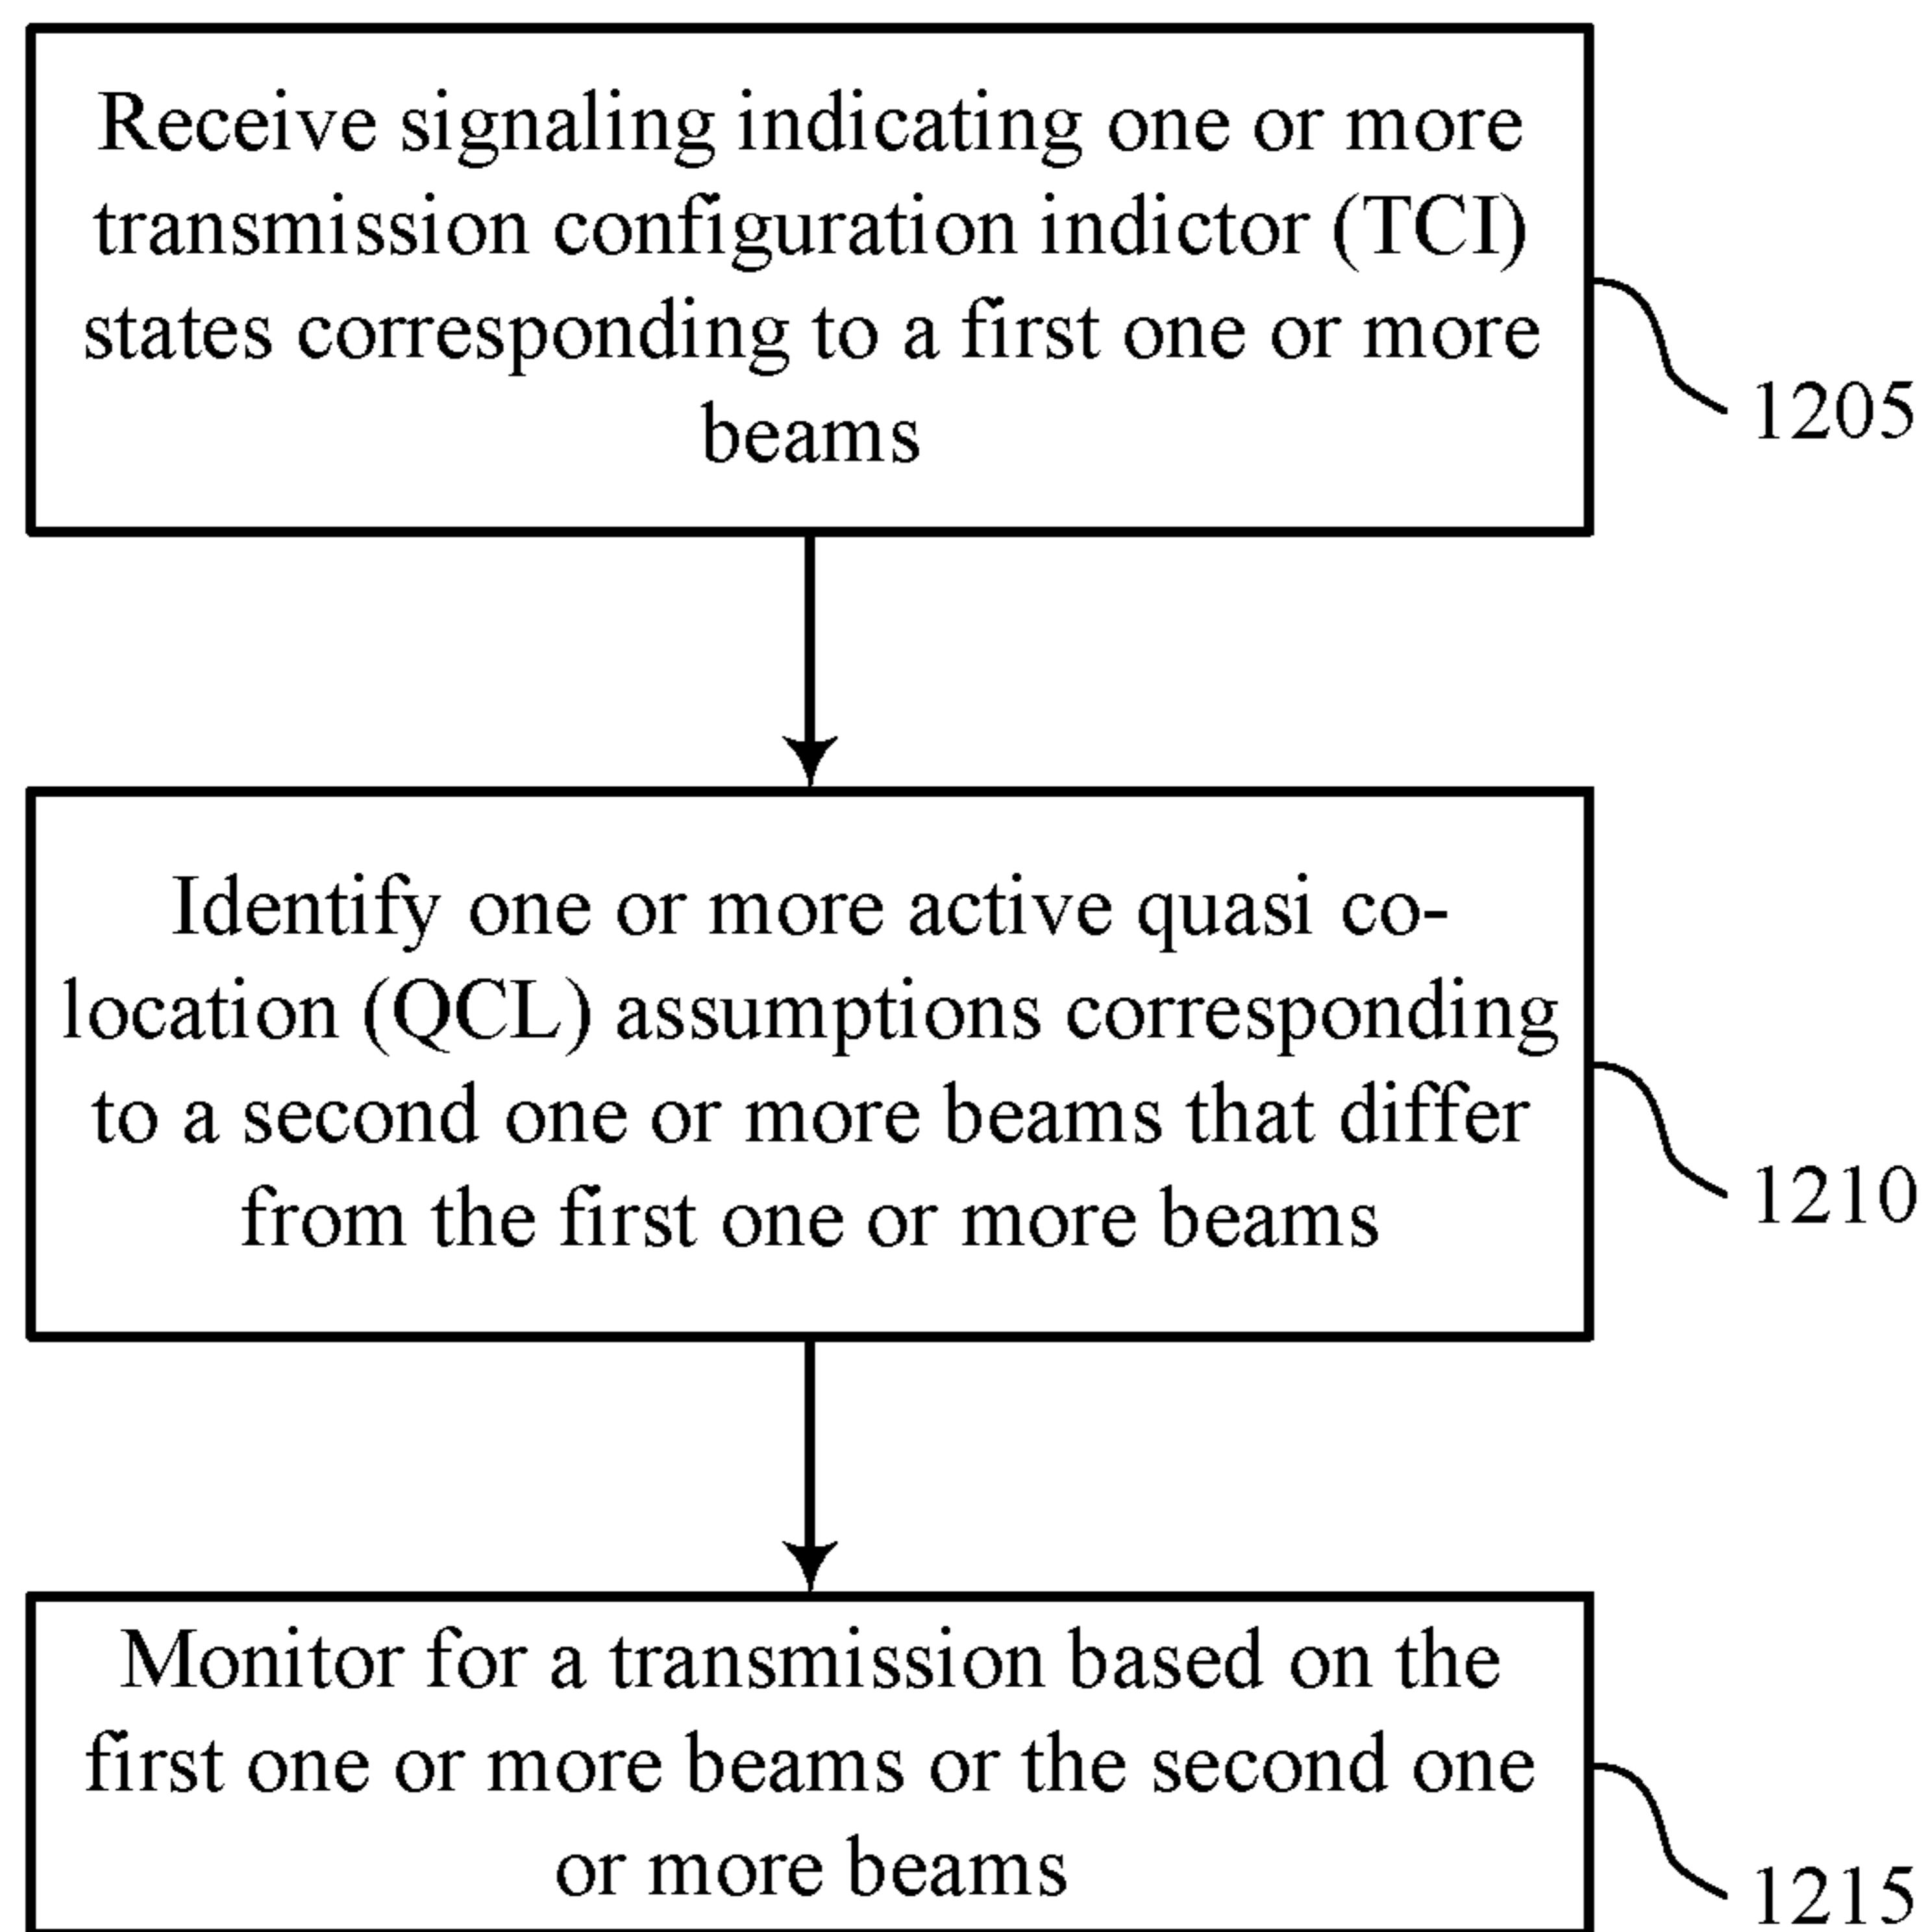 Receive signaling indicating one or more
transmission configuration indictor (TCI)
states corresponding to a first one or more
beams
1205
Identify one or more active quasi co-
location (QCL) assumptions corresponding
to a second one or more beams that differ
from the first one or more beams
1210
Monitor for a transmission based on the
first one or more beams or the second one
or more beams
1215